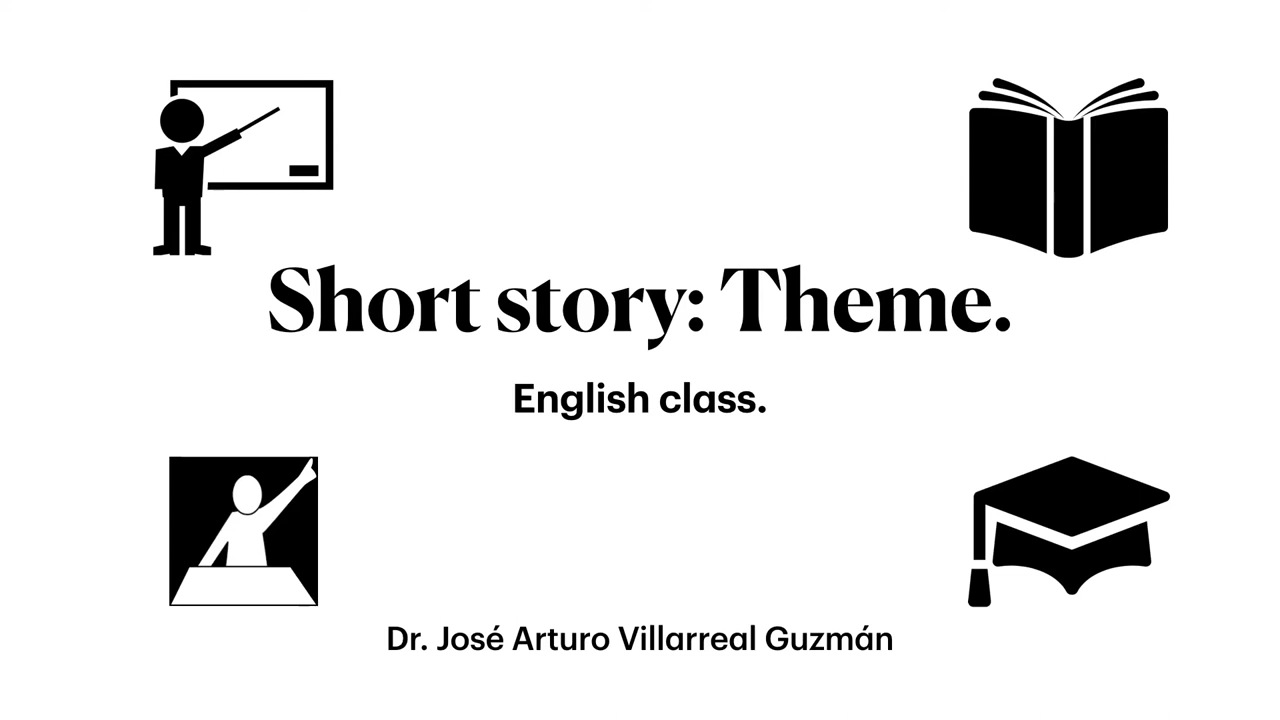 Short story: Theme.
English class.
Dr. José Arturo Villarreal Guzmán